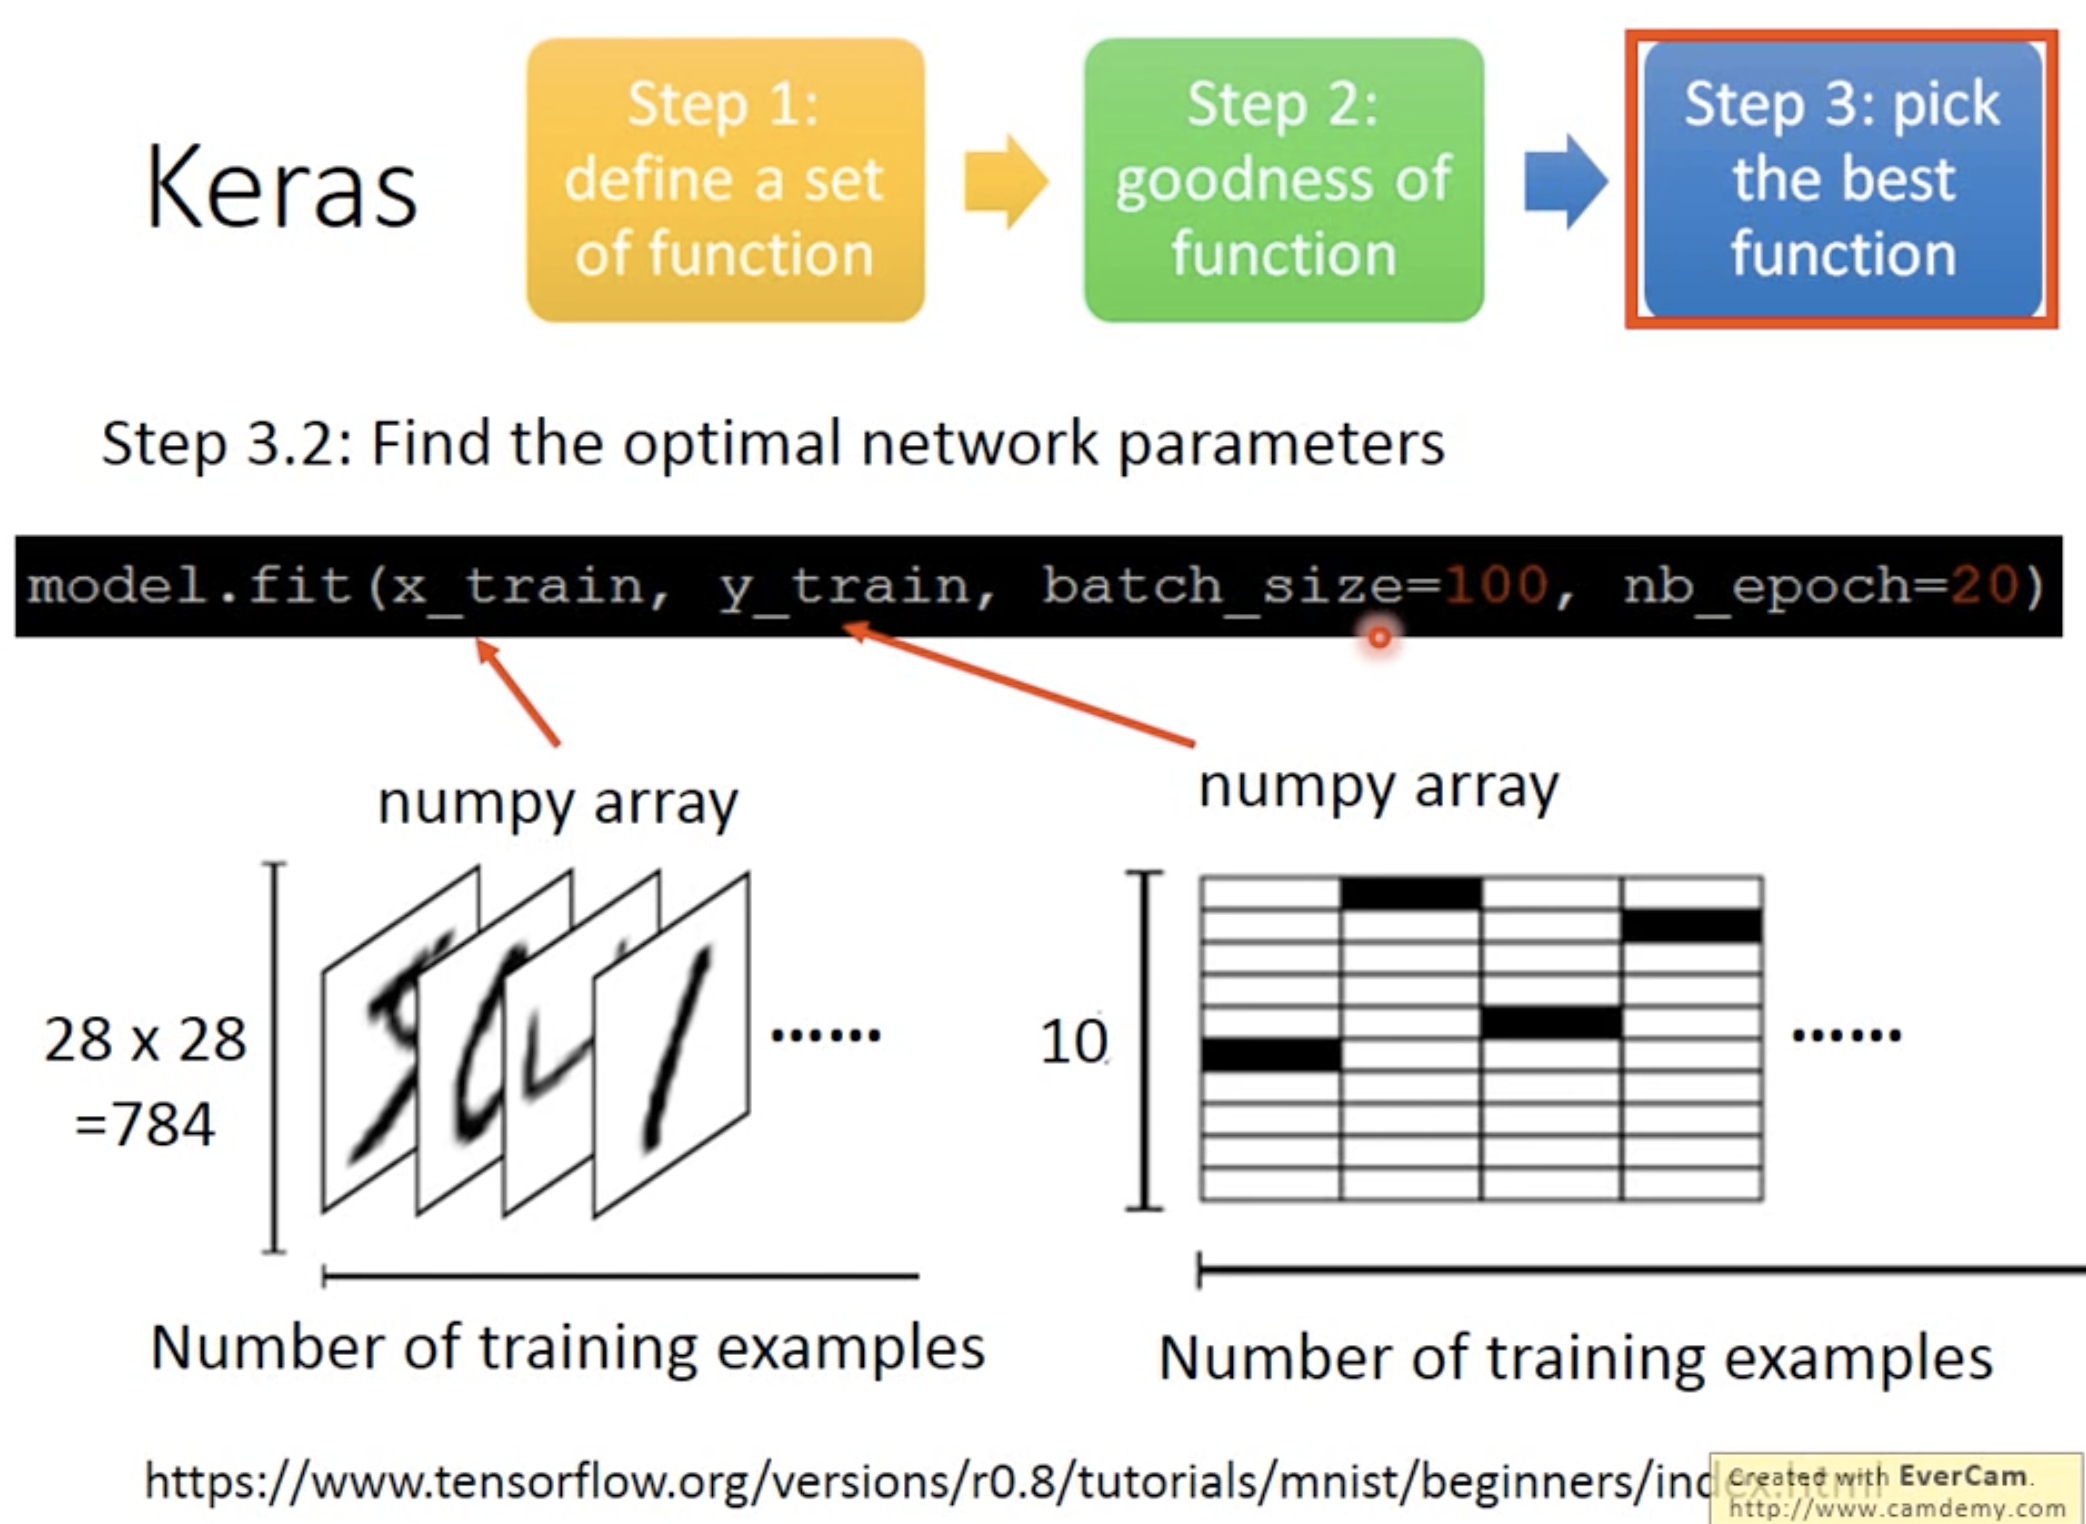 Keras
Step 1:
define a set
of function
Step 2:
goodness of
function
Step 3: pick
the best
function
Step 3.2: Find the optimal network parameters
model.fit(x_train, y_train, batch_size=100, nb_epoch=20)
numpy array
numpy array
28 x 28
=784
......
10
......
Number of training examples
Number of training examples
https://www.tensorflow.org/versions/r0.8/tutorials/mnist/beginners/index.html
Created with EverCam.
http://www.camdemy.com